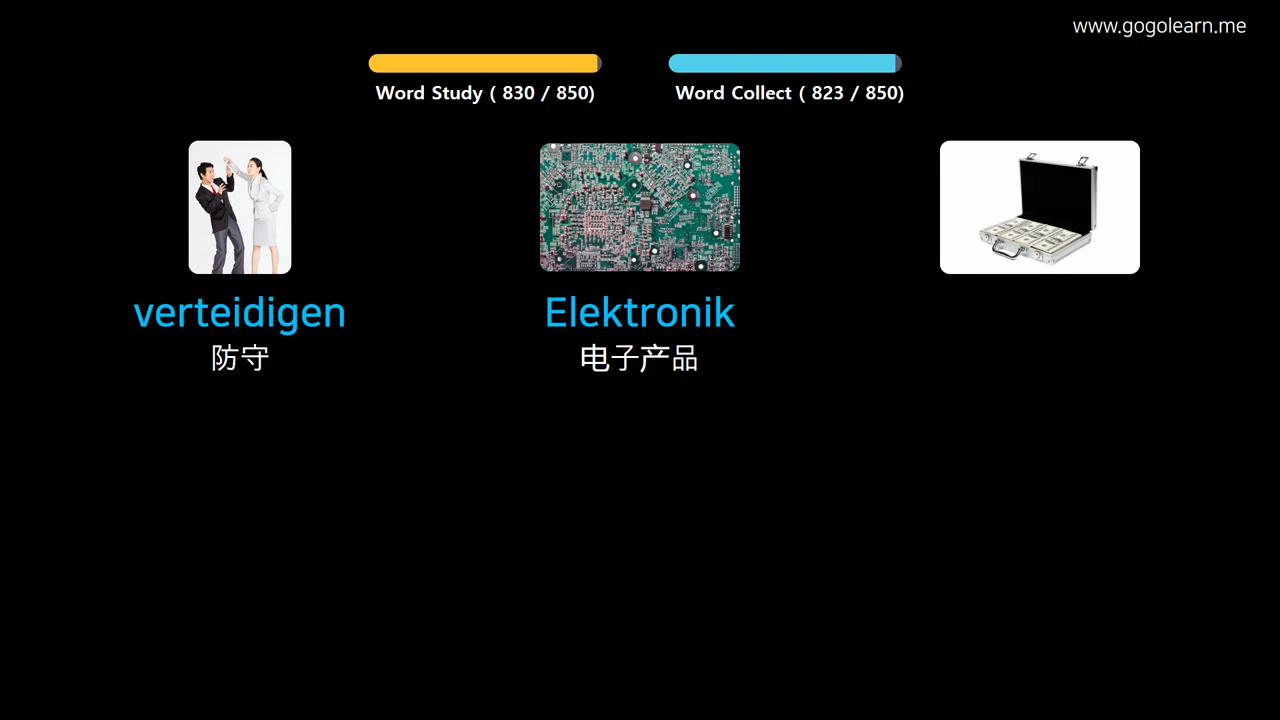 www.gogolearn.me
Word Study ( 830 / 850)
Word Collect ( 823 / 850)
verteidigen
防守
Elektronik
电子产品